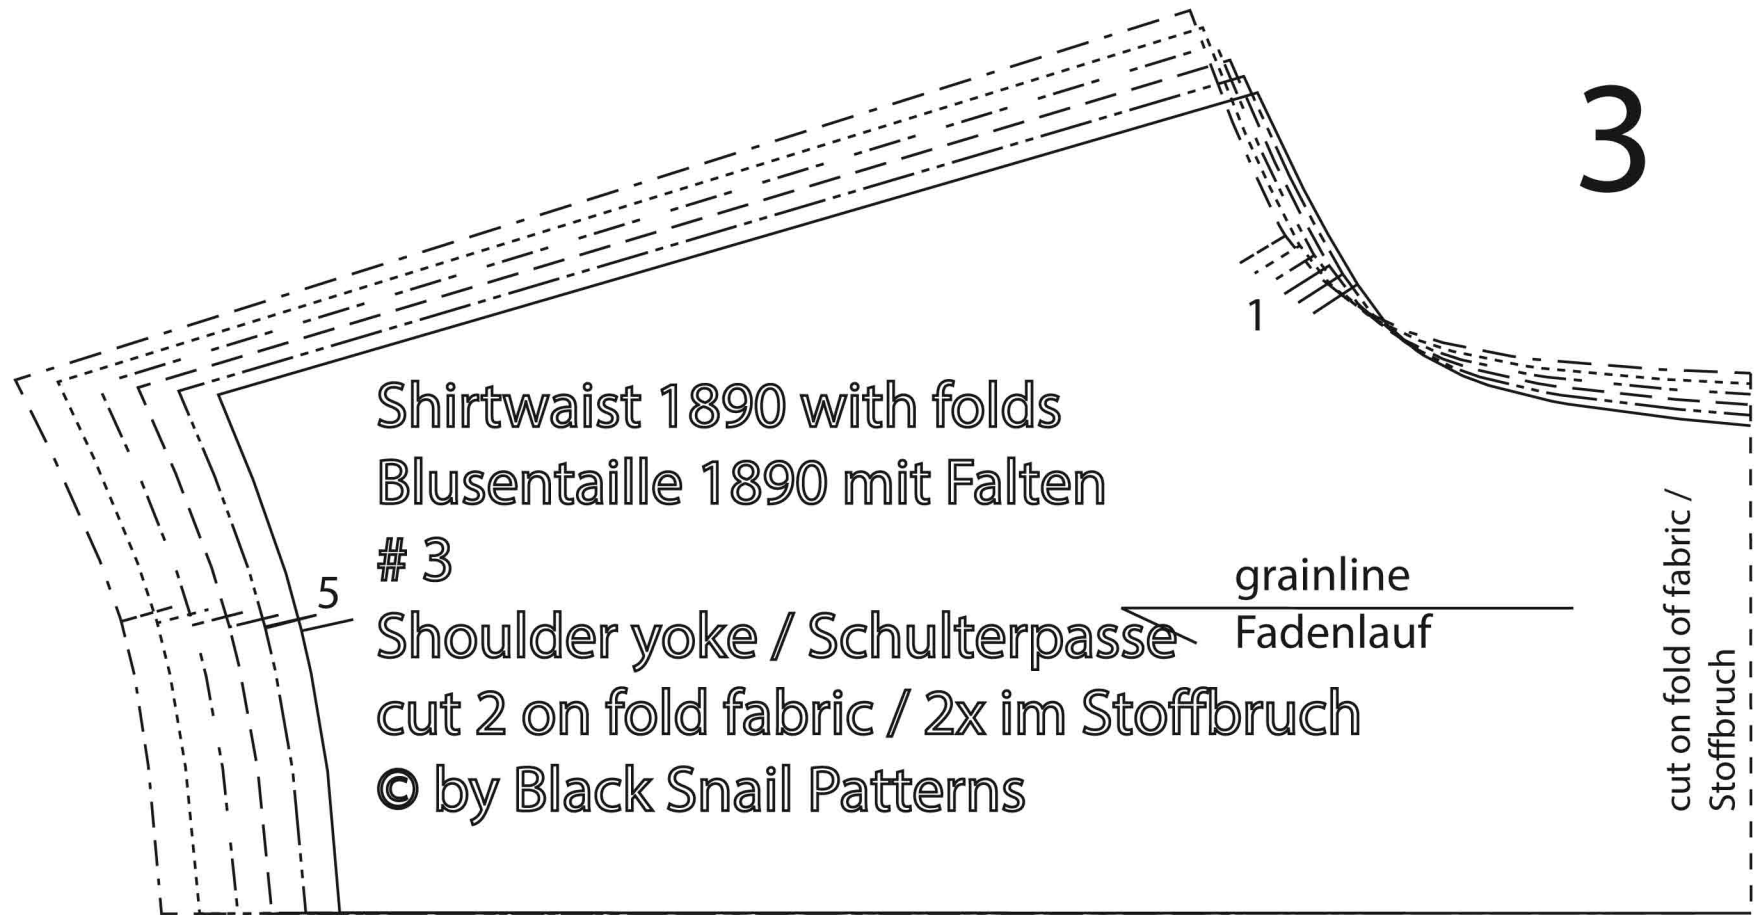 3
1
Shirtwaist 1890 with folds
Blusentaille 1890 mit Falten
# 3
5
Shoulder yoke / Schulterpasse
cut 2 on fold fabric / 2x im Stoffbruch
© by Black Snail Patterns
grainline
Fadenlauf
cut on fold of fabric /
Stoffbruch